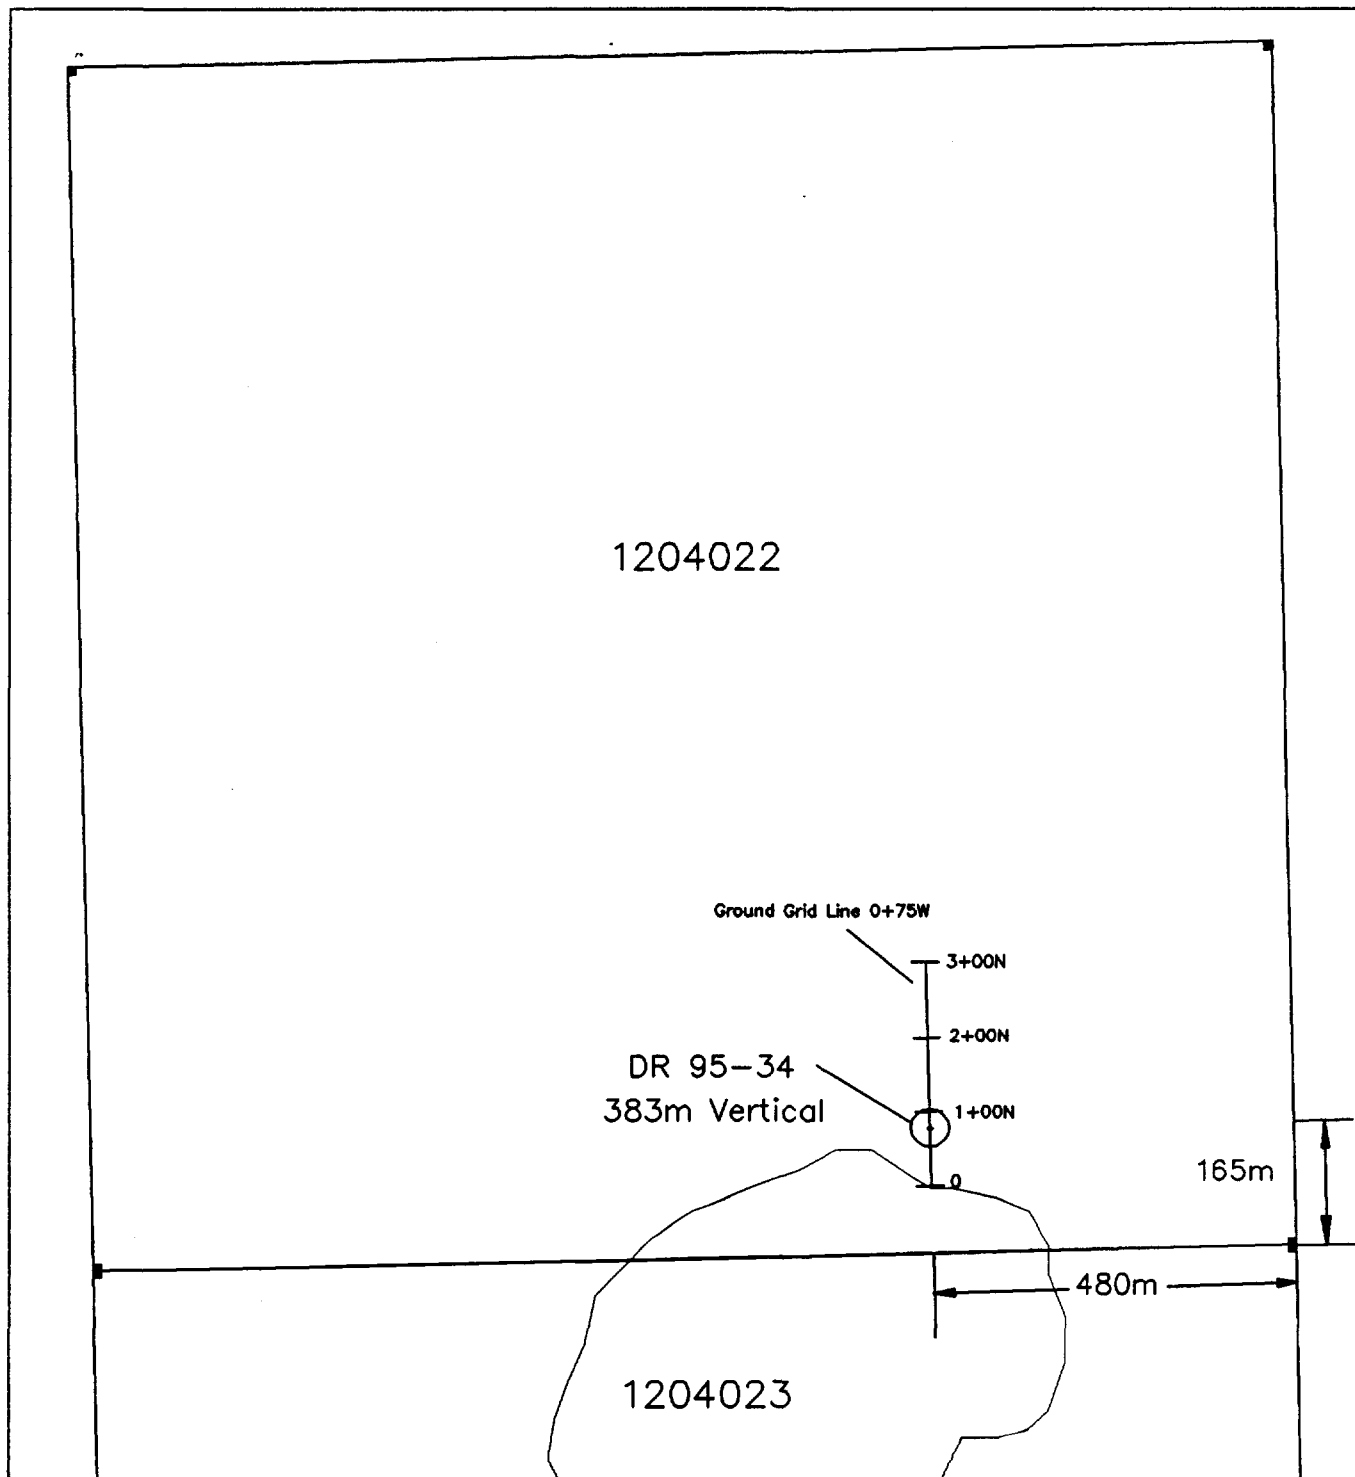 1204022
Ground Grid Line 0+75W
3+00N
2+00N
DR 95-34
383m Vertical
1+00N
165m
0
480m
1204023